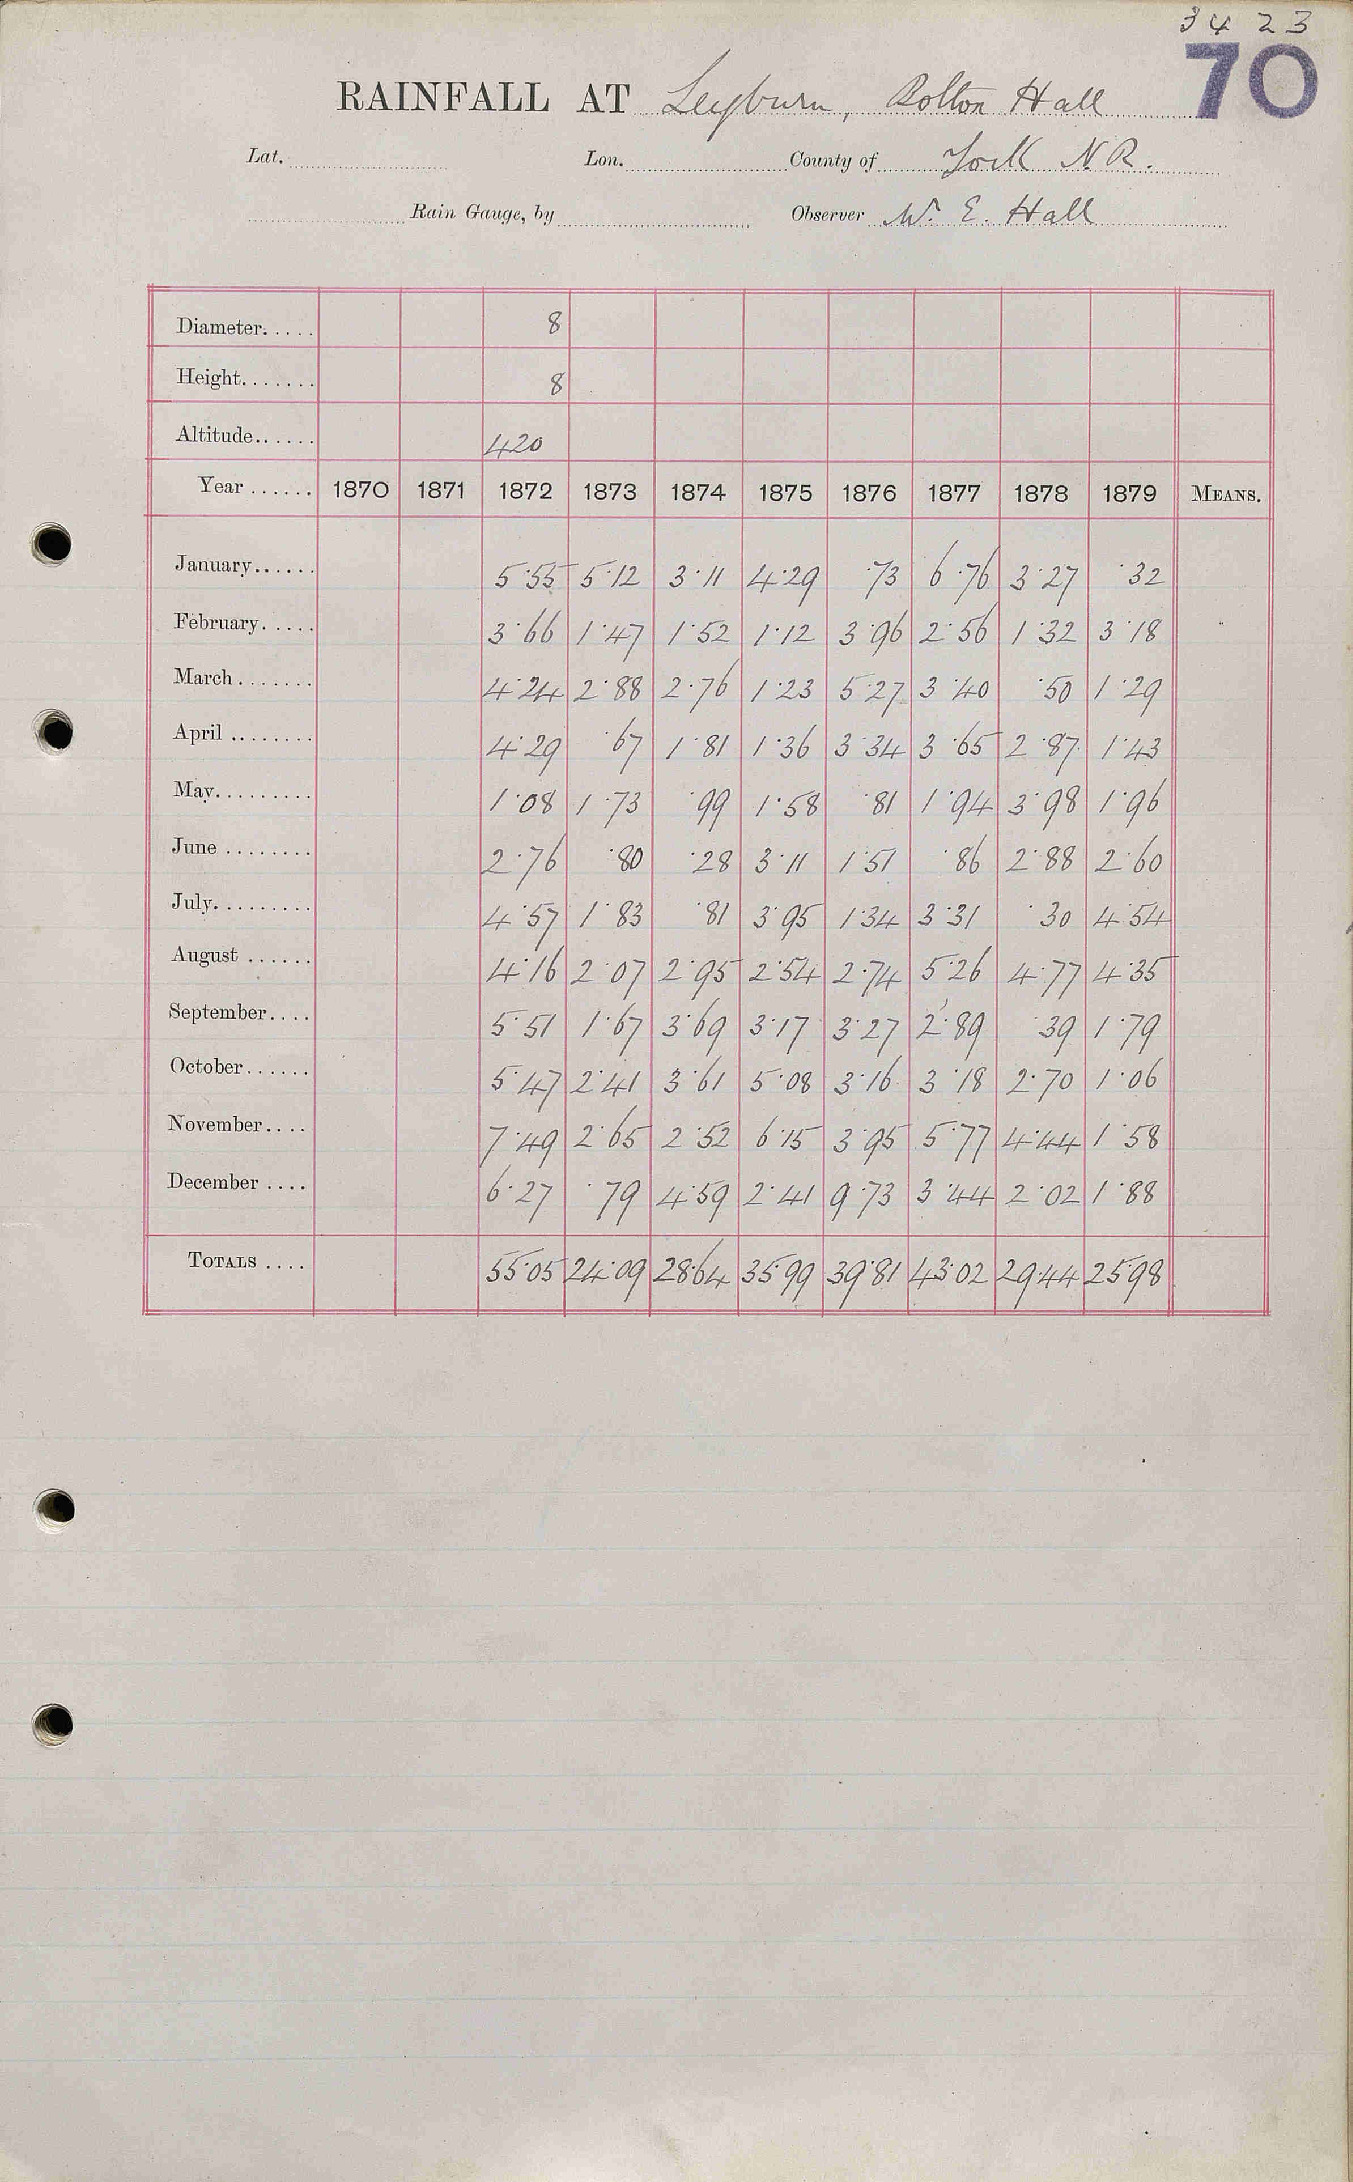 3423
70
RAINFALL AT Leyburn, Bolton Hall
Lat. Lon. County of York N.R.
Rain Gauge, by Observer W. E. Hall
Diameter..... 8
Height....... 8
Altitude...... 420
Year ...... 1870 1871 1872 1873 1874 1875 1876 1877 1878 1879 MEANS.
January...... 5·55 5·12 3·11 4·29 ·73 6·76 3·27 ·32
February..... 3·66 1·47 1·52 1·12 3·96 2·56 1·32 3·18
March ....... 4·24 2·88 2·76 1·23 5·27 3·40 ·50 1·29
April ........ 4·29 ·67 1·81 1·36 3·34 3·65 2·87 1·43
May......... 1·08 1·73 ·99 1·58 ·81 1·94 3·98 1·96
June ........ 2·76 ·80 ·28 3·11 1·51 ·86 2·88 2·60
July......... 4·57 1·83 ·81 3·95 1·34 3·31 ·30 4·54
August ...... 4·16 2·07 2·95 2·54 2·74 5·26 4·77 4·35
September.... 5·51 1·67 3·69 3·17 3·27 2·89 ·39 1·79
October...... 5·47 2·41 3·61 5·08 3·16 3·18 2·70 1·06
November.... 7·49 2·65 2·52 6·15 3·95 5·77 4·44 1·58
December .... 6·27 ·79 4·59 2·41 9·73 3·44 2·02 1·88
TOTALS .... 55·05 24·09 28·64 35·99 39·81 43·02 29·44 25·98